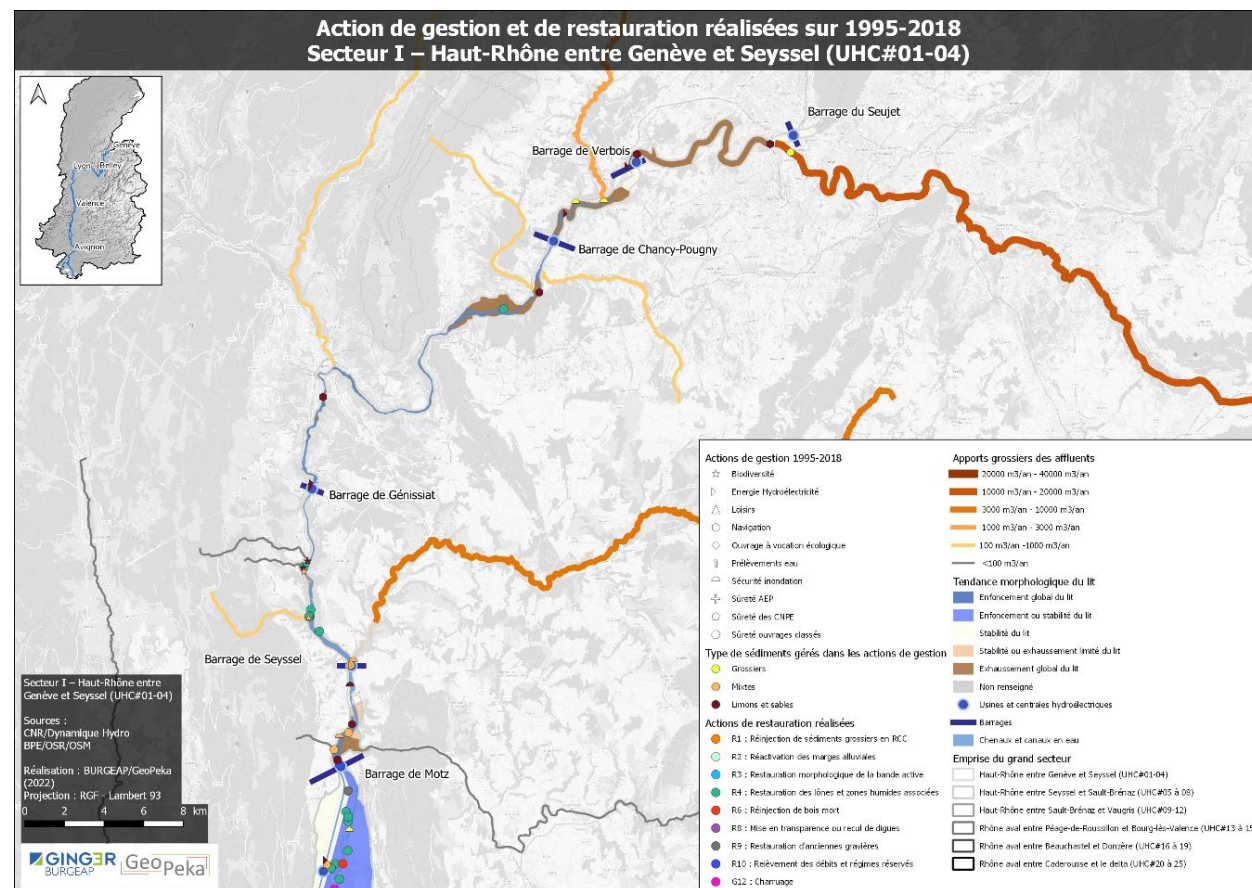 Action de gestion et de restauration réalisées sur 1995-2018
Secteur I – Haut-Rhône entre Genève et Seyssel (UHC#01-04)
Genève
Lyon
Belley
Valence
Avignon
Barrage du Seujet
Barrage de Verbois
Barrage de Chancy-Pougny
Barrage de Génissiat
Barrage de Seyssel
Barrage de Motz
Secteur I – Haut-Rhône entre
Genève et Seyssel (UHC#01-04)
Sources :
CNR/Dynamique Hydro
BPE/OSR/OSM
Réalisation : BURGEAP/GeoPeka
(2022)
Projection : RGF - Lambert 93
0 2 4 6 8 km
GINGER
BURGEAP
GeoPeka
Actions de gestion 1995-2018
Biodiversité
Energie Hydroélectricité
Loisirs
Navigation
Ouvrage à vocation écologique
Prélèvements eau
Sécurité inondation
Sûreté AEP
Sûreté des CNPE
Sûreté ouvrages classés
Type de sédiments gérés dans les actions de gestion
Grossiers
Mixtes
Limons et sables
Actions de restauration réalisées
R1 : Réinjection de sédiments grossiers en RCC
R2 : Réactivation des marges alluviales
R3 : Restauration morphologique de la bande active
R4 : Restauration des lônes et zones humides associées
R6 : Réinjection de bois mort
R8 : Mise en transparence ou recul de digues
R9 : Restauration d'anciennes gravières
R10 : Relèvement des débits et régimes réservés
G12 : Charruage
Apports grossiers des affluents
20000 m3/an - 40000 m3/an
10000 m3/an - 20000 m3/an
3000 m3/an - 10000 m3/an
1000 m3/an - 3000 m3/an
100 m3/an -1000 m3/an
<100 m3/an
Tendance morphologique du lit
Enfoncement global du lit
Enfoncement ou stabilité du lit
Stabilité du lit
Stabilité ou exhaussement limité du lit
Exhaussement global du lit
Non renseigné
Usines et centrales hydroélectriques
Barrages
Chenaux et canaux en eau
Emprise du grand secteur
Haut-Rhône entre Genève et Seyssel (UHC#01-04)
Haut-Rhône entre Seyssel et Sault-Brénaz (UHC#05 à 08)
Haut-Rhône entre Sault-Brénaz et Vaugris (UHC#09-12)
Rhône aval entre Péage-de-Roussillon et Bourg-lès-Valence (UHC#13 à 15
Rhône aval entre Beauchastel et Donzère (UHC#16 à 19)
Rhône aval entre Caderousse et le delta (UHC#20 à 25)